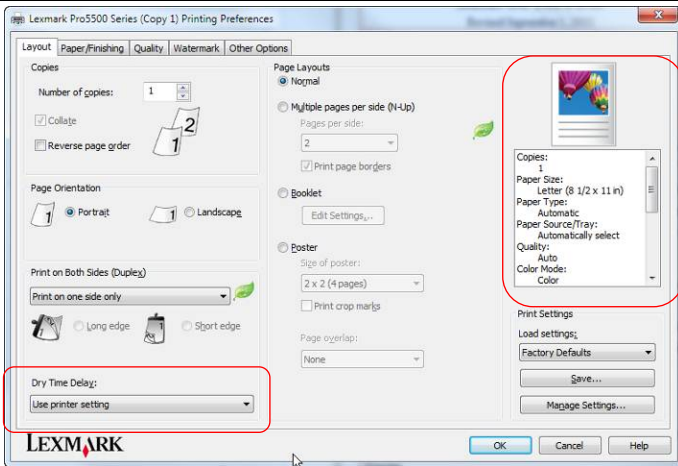 Lexmark Pro5500 Series (Copy 1) Printing Preferences
Layout Paper/Finishing Quality Watermark Other Options
Copies
Number of copies: 1
Collate
Reverse page order
1 2
Page Orientation
1 Portrait 1 Landscape
Print on Both Sides (Duplex)
Print on one side only
Long edge Short edge
Dry Time Delay:
Use printer setting
LEXMARK
Page Layouts
Normal
Multiple pages per side (N-Up)
Pages per side:
2
Print page borders
Booklet
Edit Settings...
Poster
Size of poster:
2 x 2 (4 pages)
Print crop marks
Page overlap:
None
Copies:
1
Paper Size:
Letter (8 1/2 x 11 in)
Paper Type:
Automatic
Paper Source/Tray:
Automatically select
Quality:
Auto
Color Mode:
Color
Print Settings
Load settings:
Factory Defaults
Save...
Manage Settings...
OK Cancel Help